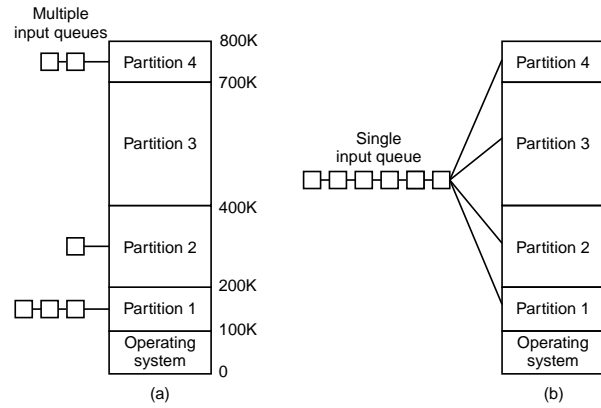 Multiple
input queues
800K
Partition 4
700K
Partition 3
400K
Partition 2
200K
Partition 1
100K
Operating
system
0
(a)
Single
input queue
Partition 4
Partition 3
Partition 2
Partition 1
Operating
system
(b)